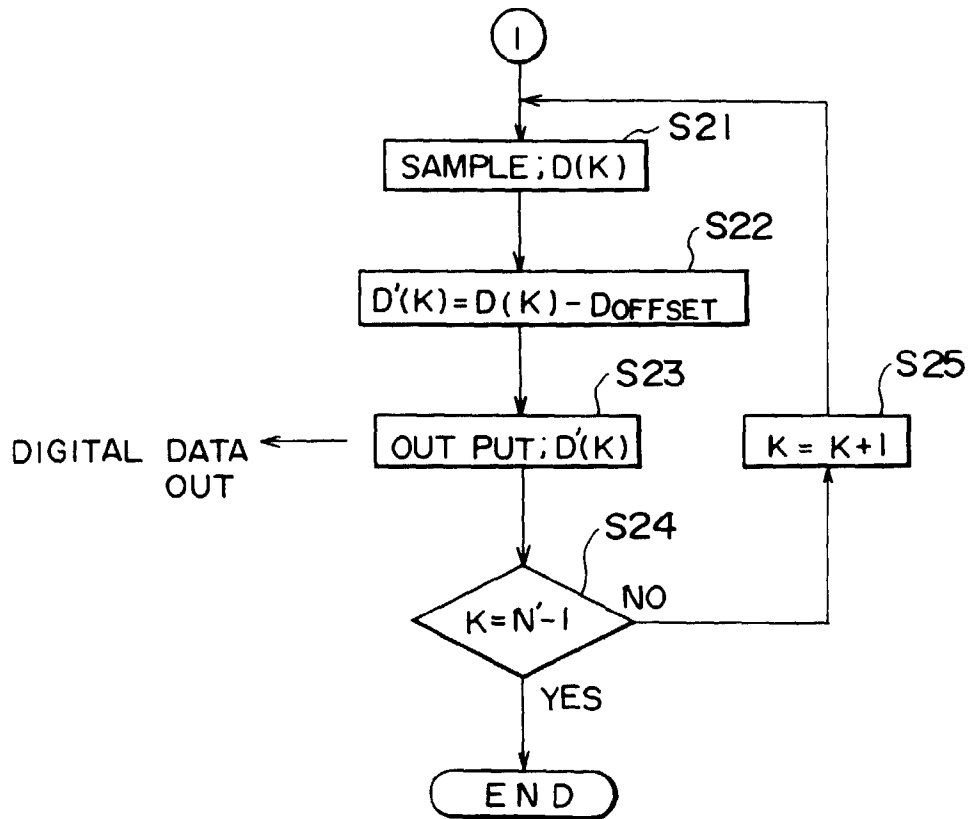 1
S21
SAMPLE; D(K)
S22
D'(K) = D(K) - DOFFSET
S23
S25
OUT PUT; D'(K)
K = K+1
DIGITAL DATA
OUT
S24
K=N'-1
NO
YES
END